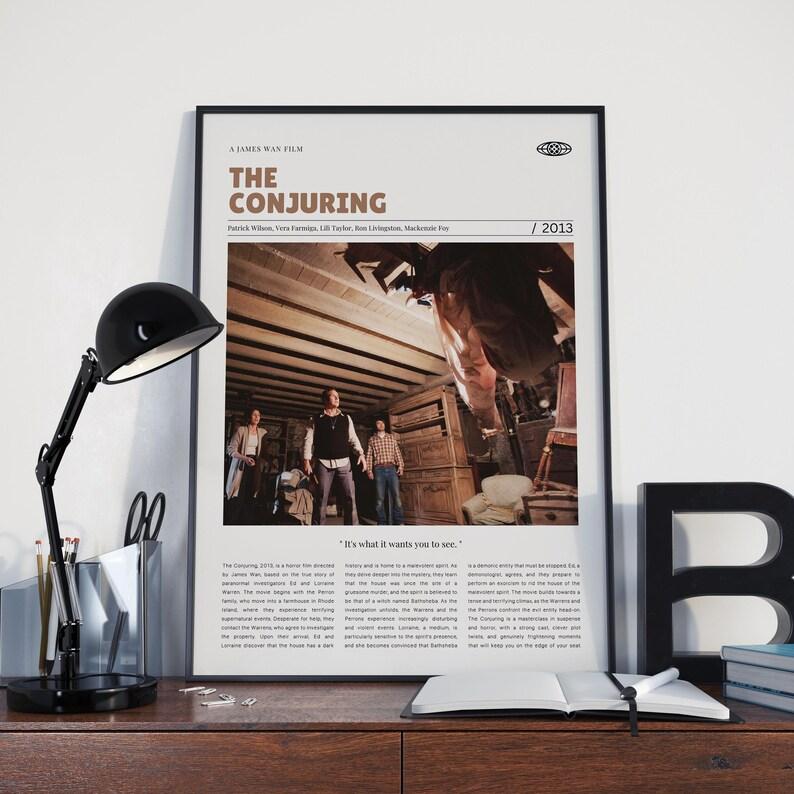 A JAMES WAN FILM
THE
CONJURING
Patrick Wilson, Vera Farmiga, Lili Taylor, Ron Livingston, Mackenzie Foy
/ 2013
" It's what it wants you to see. "
The Conjuring, 2013, is a horror film directed
by James Wan, based on the true story of
paranormal investigators Ed and Lorraine
Warren. The movie begins with the Perron
family, who move into a farmhouse in Rhode
Island, where they experience terrifying
supernatural events. Desperate for help, they
contact the Warrens, who agree to investigate
the property. Upon their arrival, Ed and
Lorraine discover that the house has a dark
history and is home to a malevolent spirit. As
they delve deeper into the mystery, they learn
that the house was once the site of a
gruesome murder, and the spirit is believed to
be that of a witch named Bathsheba. As the
investigation unfolds, the Warrens and the
Perrons experience increasingly disturbing
and violent events. Lorraine, a medium, is
particularly sensitive to the spirit's presence,
and she becomes convinced that Bathsheba
is a demonic entity that must be stopped. Ed, a
demonologist, agrees, and they prepare to
perform an exorcism to rid the house of the
malevolent spirit. The movie builds towards a
tense and terrifying climax, as the Warrens and
the Perrons confront the evil entity head-on.
The Conjuring is a masterclass in suspense
and horror, with a strong cast, clever plot
twists, and genuinely frightening moments
that will keep you on the edge of your seat
B